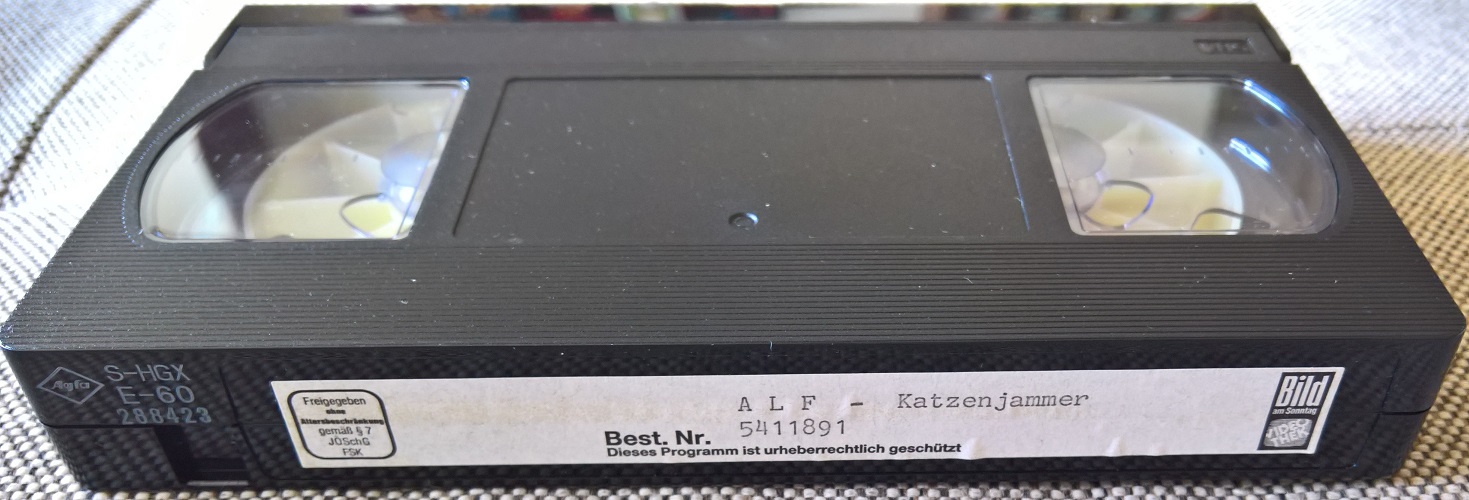 Agfa
S-HGX
E-60
288423
Freigegeben
ohne
Altersbeschränkung
gemäß § 7
JÖSchG
FSK
A L F - Katzenjammer
Best. Nr. 5411891
Dieses Programm ist urheberrechtlich geschützt
Bild
am Sonntag
VIDEO
THEK